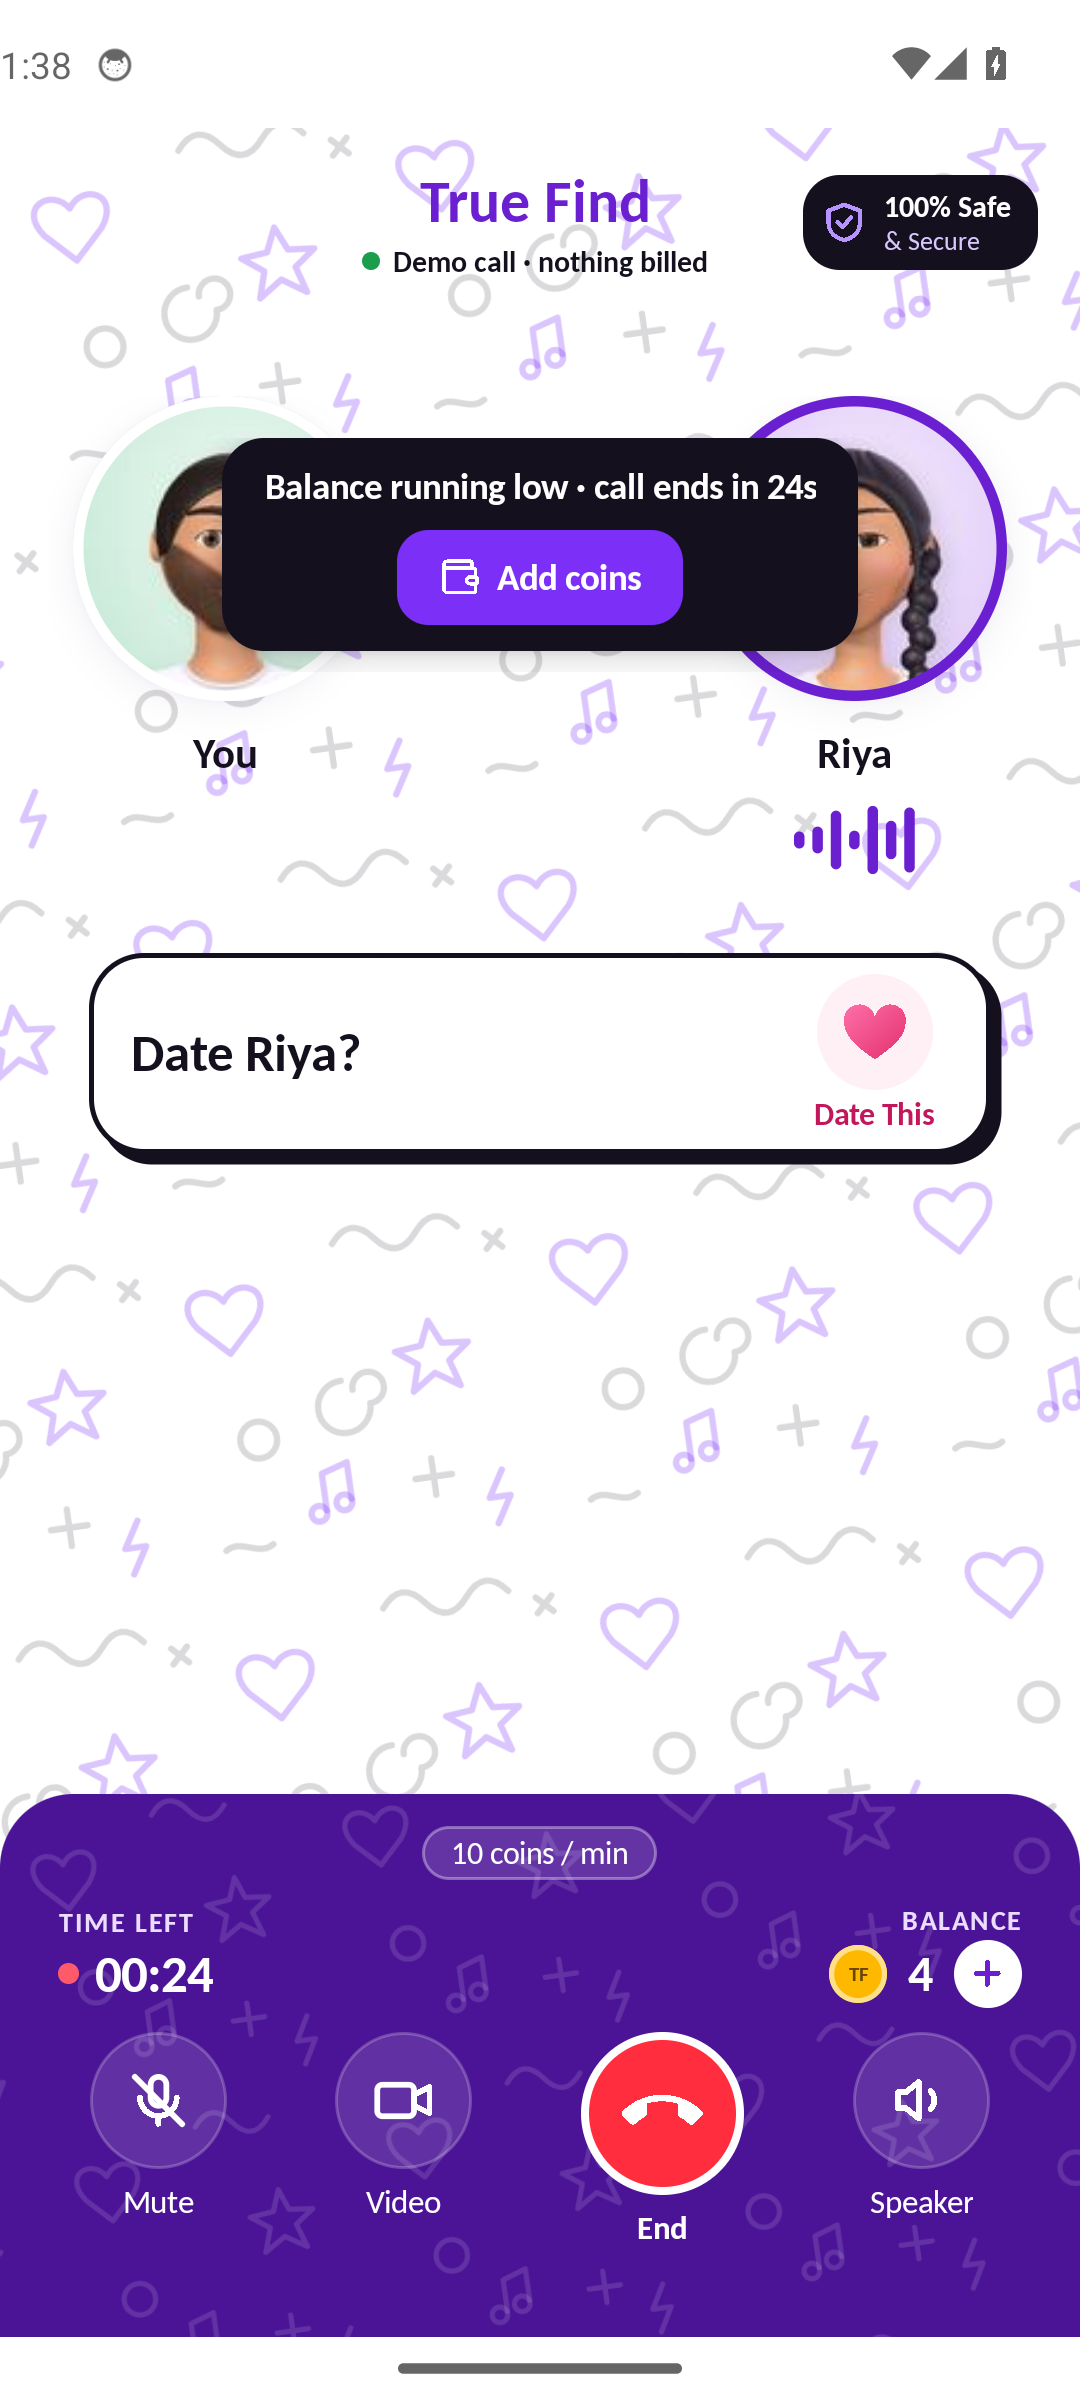 1:38
True Find
Demo call · nothing billed
100% Safe
& Secure
Balance running low · call ends in 24s
Add coins
You
Riya
Date Riya?
Date This
10 coins / min
TIME LEFT
00:24
BALANCE
TF
4
Mute
Video
End
Speaker